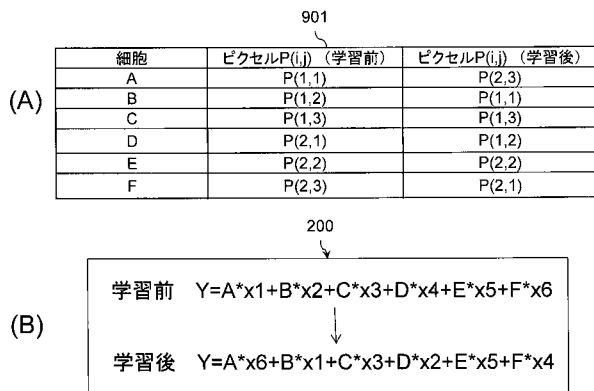 901
(A)
細胞 ピクセルP(i,j) (学習前) ピクセルP(i,j) (学習後)
A P(1,1) P(2,3)
B P(1,2) P(1,1)
C P(1,3) P(1,3)
D P(2,1) P(1,2)
E P(2,2) P(2,2)
F P(2,3) P(2,1)
200
(B)
学習前 Y=A*x1+B*x2+C*x3+D*x4+E*x5+F*x6
学習後 Y=A*x6+B*x1+C*x3+D*x2+E*x5+F*x4